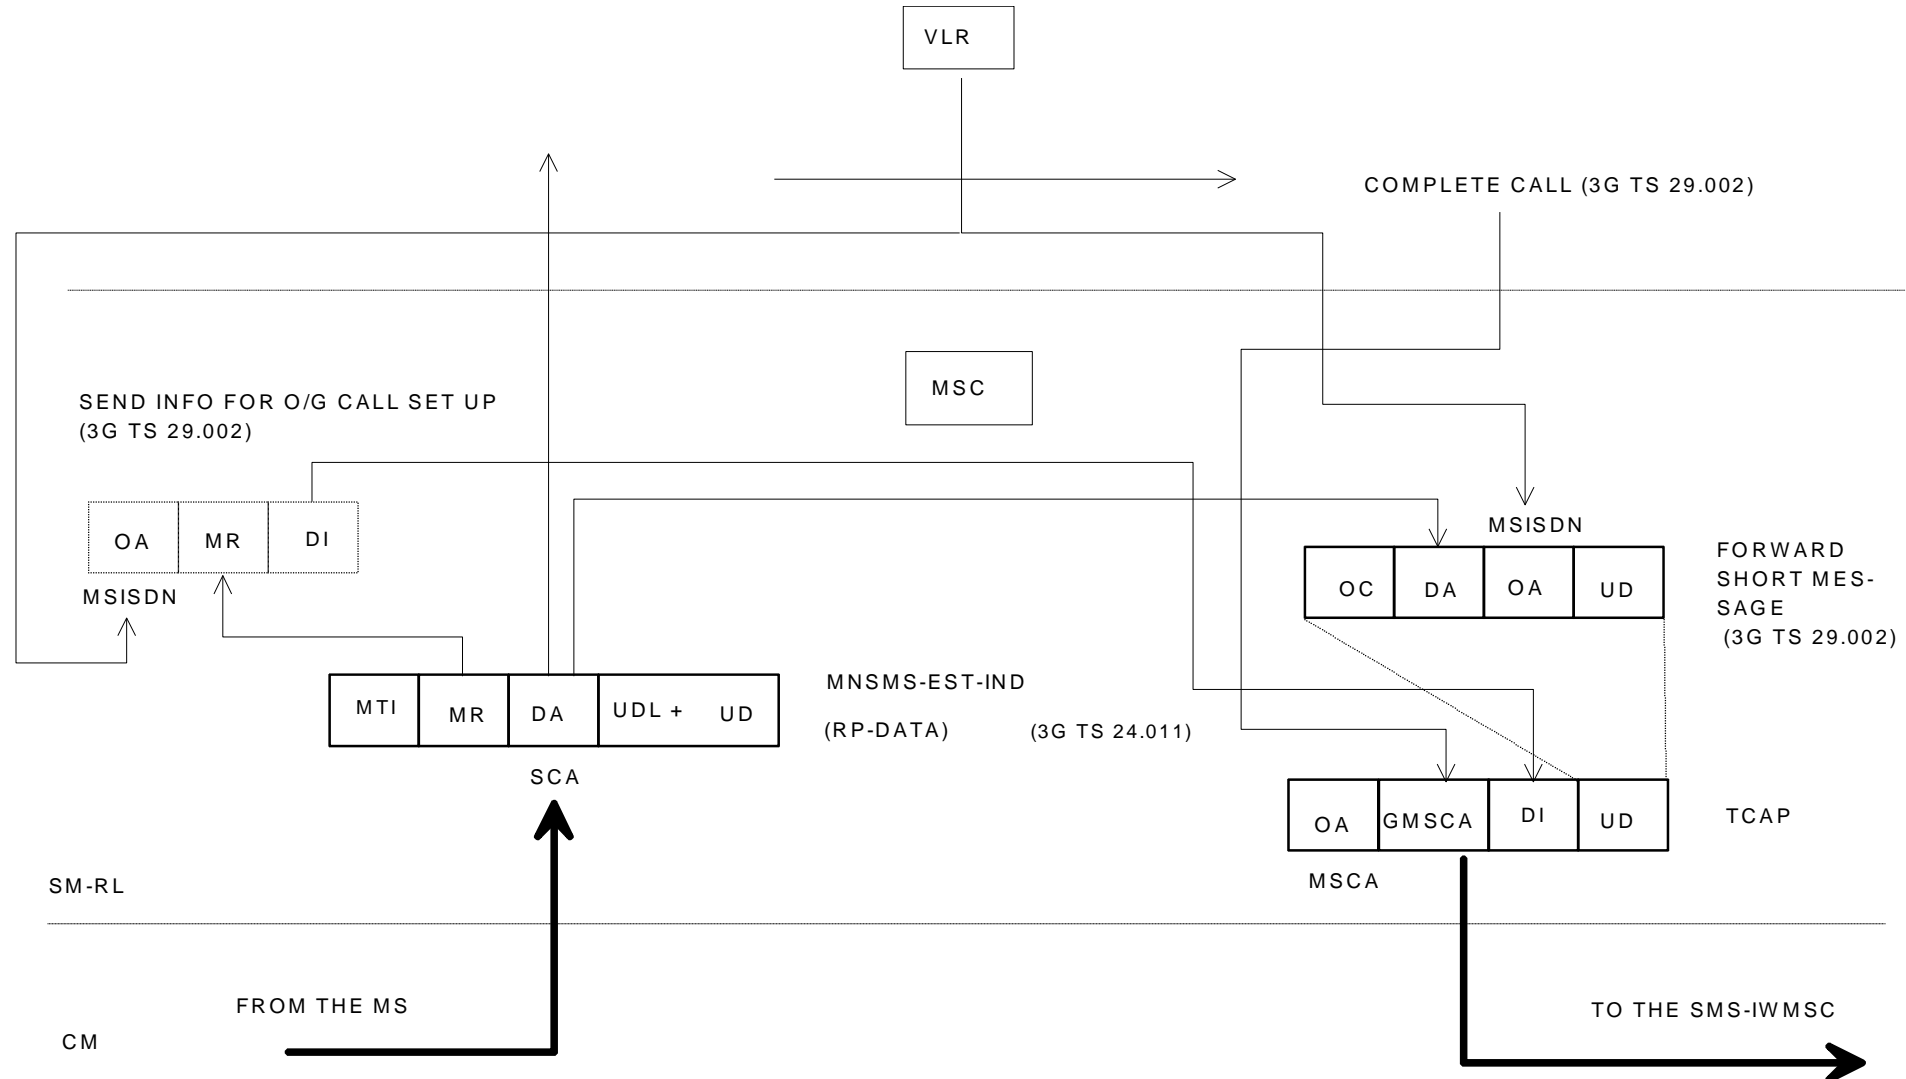 VLR
COMPLETE CALL (3G TS 29.002)
MSC
SEND INFO FOR O/G CALL SET UP
(3G TS 29.002)
OA MR DI
MSISDN
MSISDN
OC DA OA UD
FORWARD
SHORT MES-
SAGE
(3G TS 29.002)
MTI MR DA UDL + UD
MNSMS-EST-IND
(RP-DATA) (3G TS 24.011)
SCA
OA GMSCA DI UD
TCAP
MSCA
SM-RL
FROM THE MS
TO THE SMS-IWMSC
CM